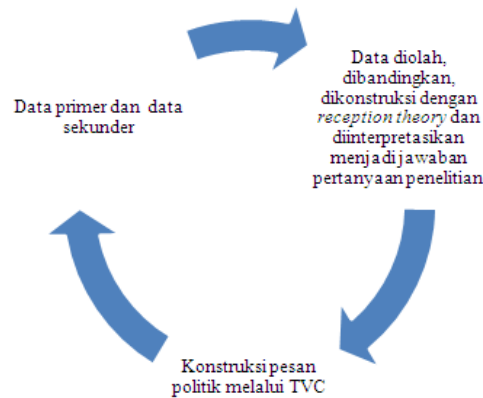 Data primer dan data
sekunder
Data diolah,
dibandingkan,
dikonstruksi dengan
reception theory dan
diinterpretasikan
menjadi jawaban
pertanyaan penelitian
Konstruksi pesan
politik melalui TVC